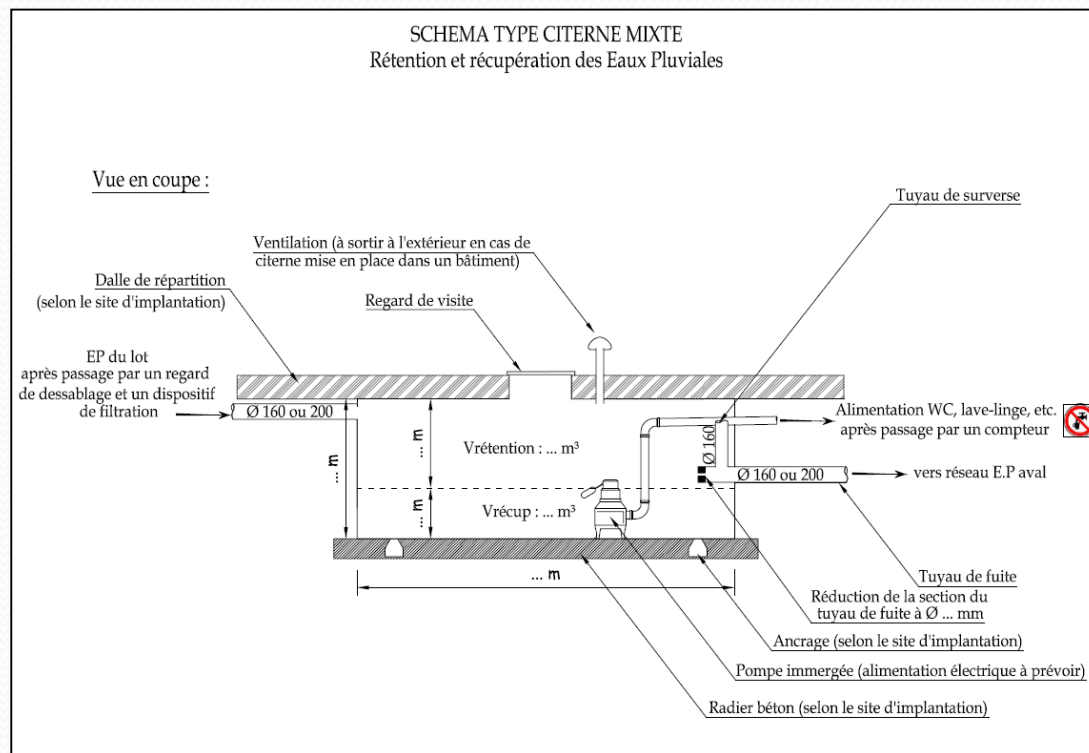 SCHEMA TYPE CITERNE MIXTE
Rétention et récupération des Eaux Pluviales
Vue en coupe :
Tuyau de surverse
Ventilation (à sortir à l'extérieur en cas de
citerne mise en place dans un bâtiment)
Dalle de répartition
(selon le site d'implantation)
Regard de visite
EP du lot
après passage par un regard
de dessablage et un dispositif
de filtration
Ø 160 ou 200
Alimentation WC, lave-linge, etc.
après passage par un compteur
... m
... m
Vrétention : ... m³
Ø 160
Ø 160 ou 200
vers réseau E.P aval
... m
Vrécup : ... m³
... m
Tuyau de fuite
Réduction de la section du
tuyau de fuite à Ø ... mm
Ancrage (selon le site d'implantation)
Pompe immergée (alimentation électrique à prévoir)
Radier béton (selon le site d'implantation)